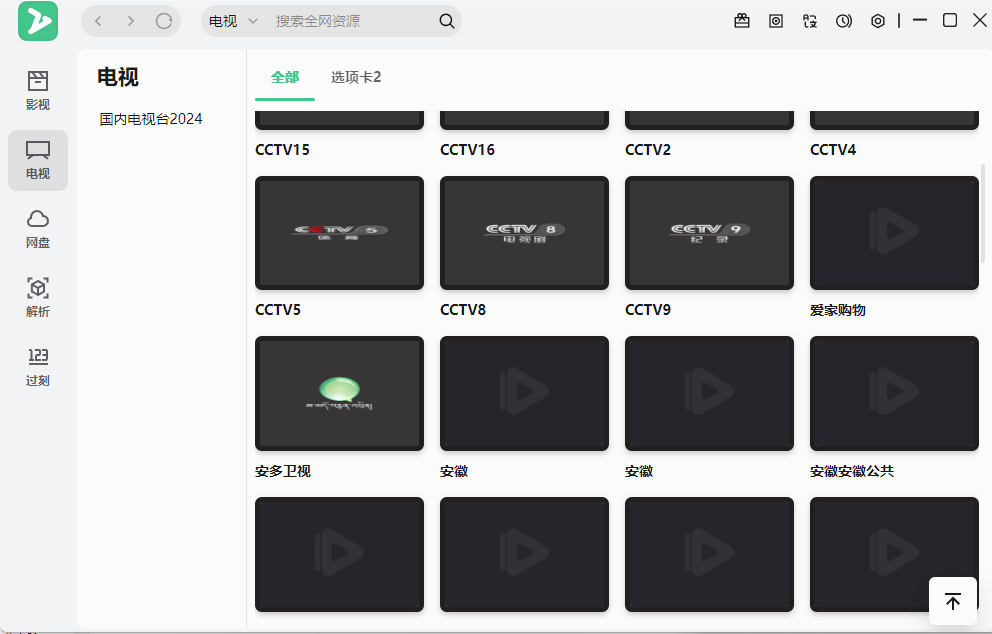 电视
搜索全网资源
影视
电视
网盘
解析
123
过刻
电视
国内电视台2024
全部
选项卡2
CCTV15
CCTV16
CCTV2
CCTV4
CCTV 5
体育
CCTV 8
电视剧
CCTV 9
纪录
CCTV5
CCTV8
CCTV9
爱家购物
安多卫视
安徽
安徽
安徽安徽公共